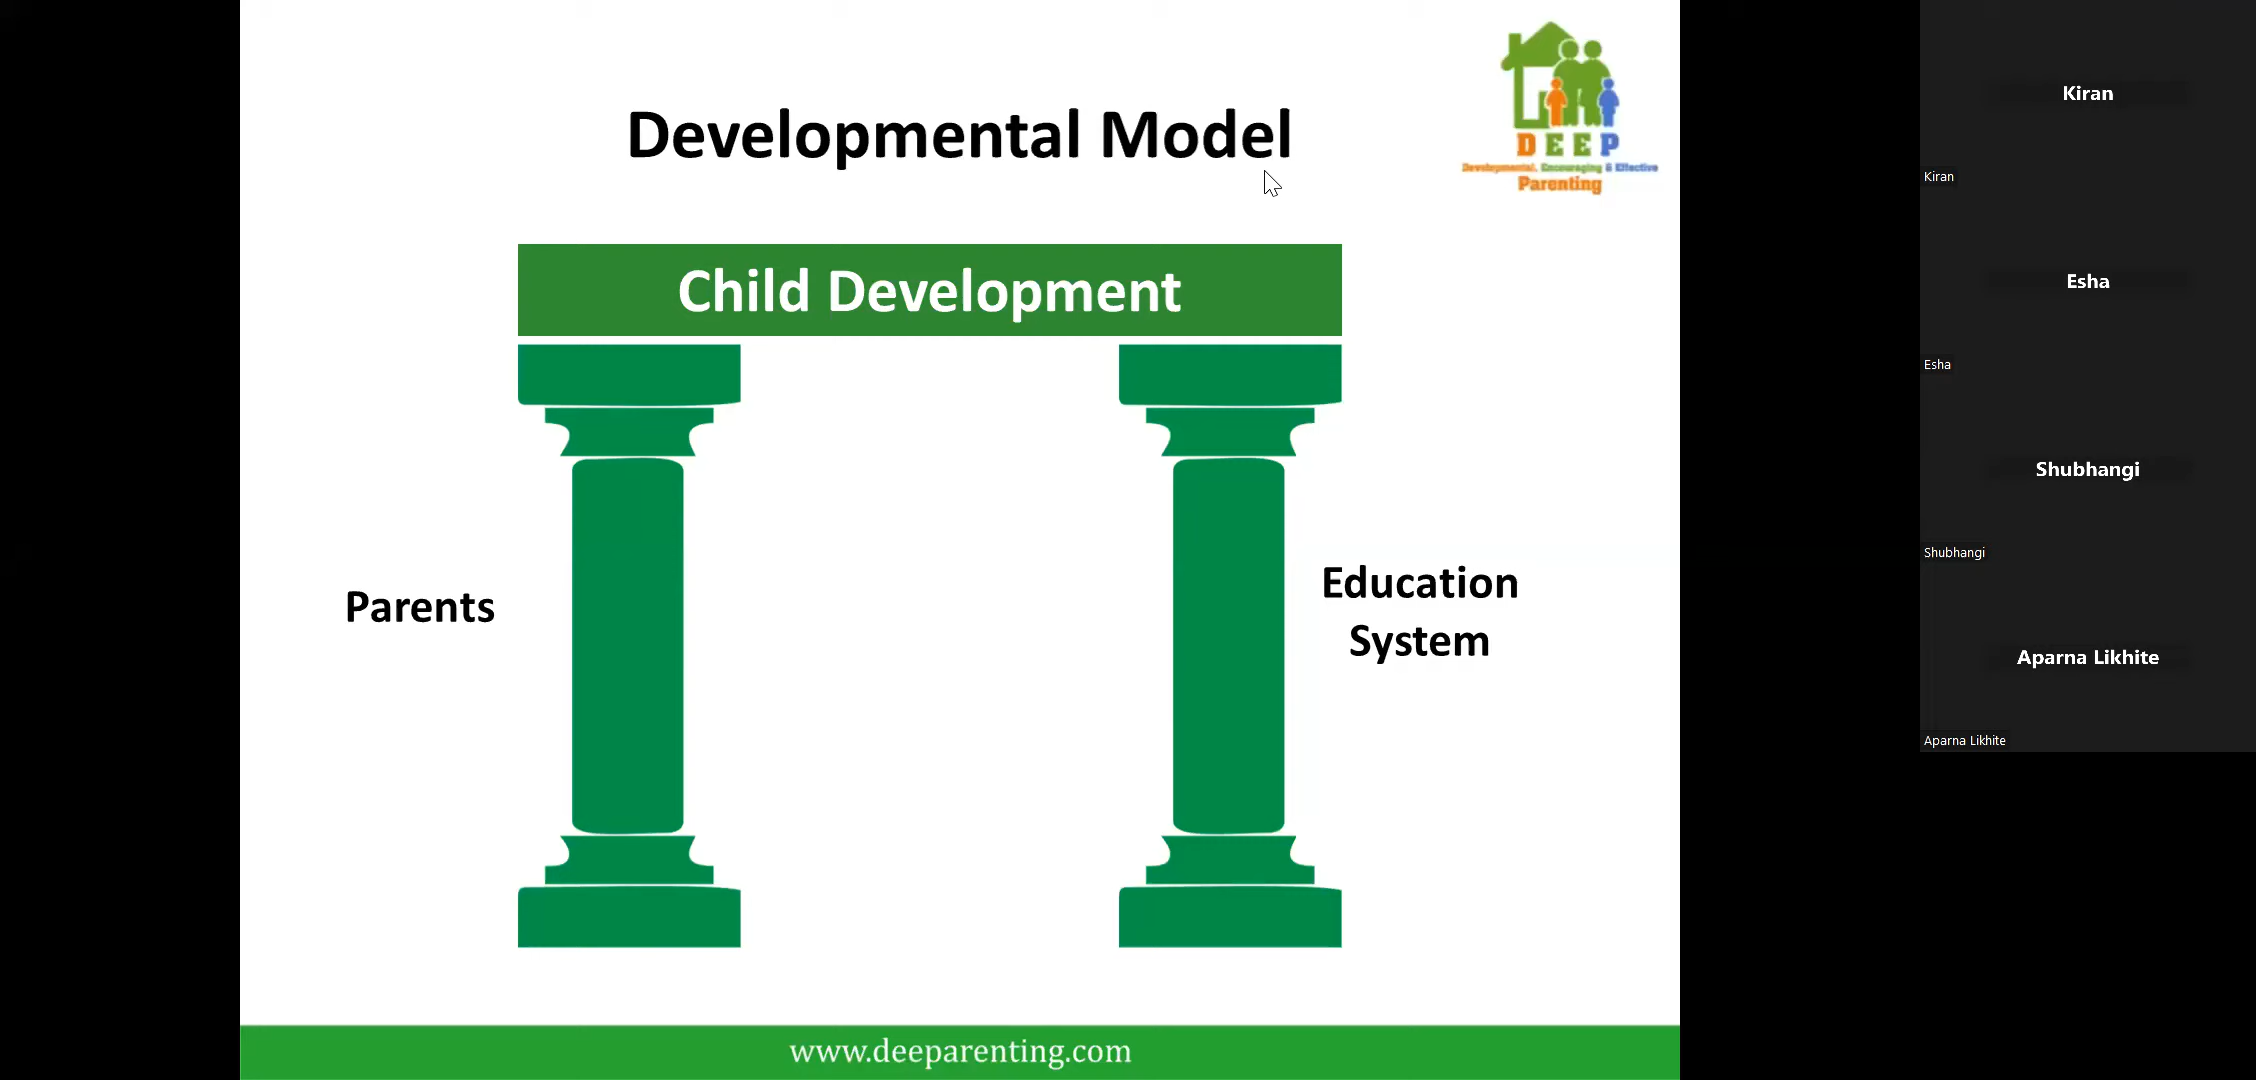 Developmental Model
DEEP
Developmental, Encouraging & Effective
Parenting
Child Development
Parents
Education
System
www.deeparenting.com
Kiran
Kiran
Esha
Esha
Shubhangi
Shubhangi
Aparna Likhite
Aparna Likhite